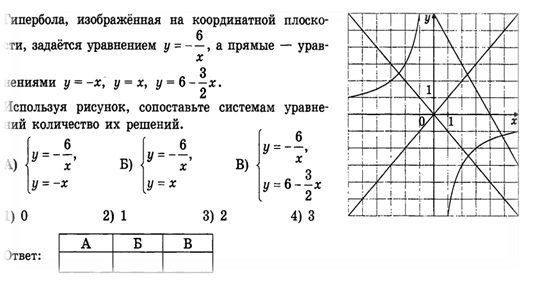 Гипербола, изображённая на координатной плоско-
сти, задаётся уравнением y = -6/x, а прямые — урав-
нениями y = -x, y = x, y = 6 - 3/2 x.
Используя рисунок, сопоставьте системам уравне-
ний количество их решений.
А) { y = -6/x, y = -x
Б) { y = -6/x, y = x
В) { y = -6/x, y = 6 - 3/2 x
1) 0 2) 1 3) 2 4) 3
А Б В
Ответ:
y
1
0 1 x